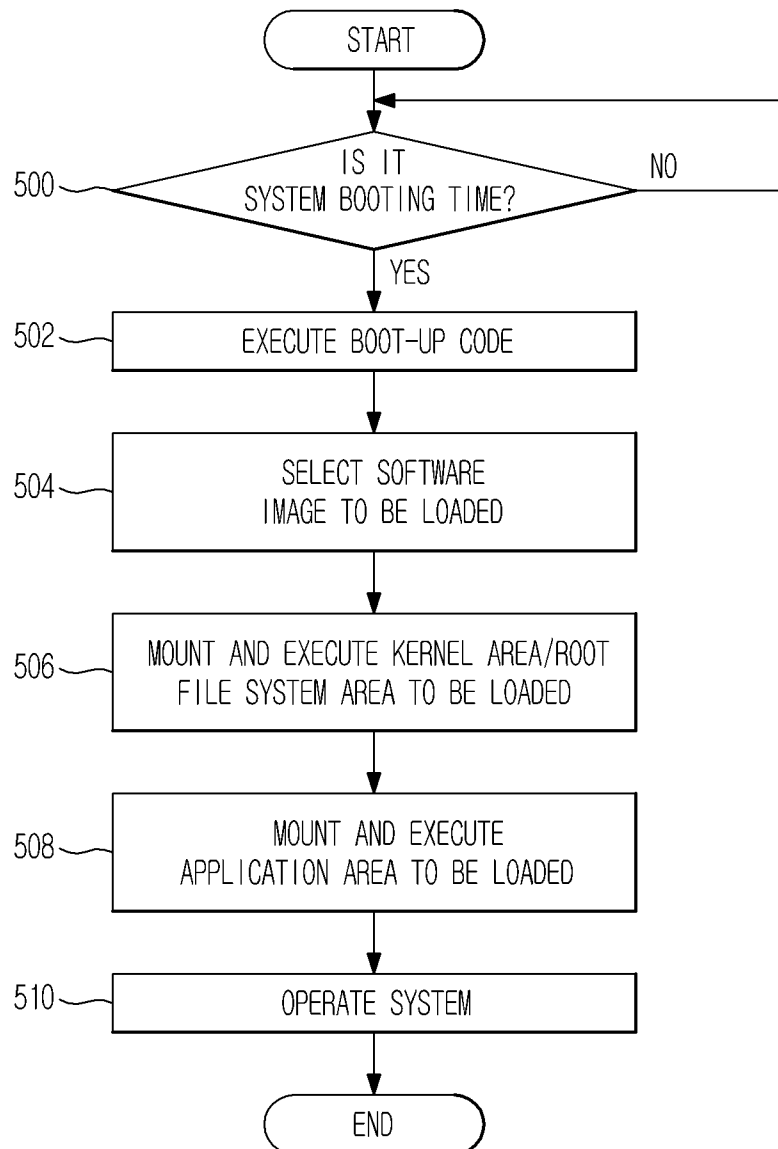 START
IS IT
SYSTEM BOOTING TIME?
NO
500
YES
502
EXECUTE BOOT-UP CODE
504
SELECT SOFTWARE
IMAGE TO BE LOADED
506
MOUNT AND EXECUTE KERNEL AREA/ROOT
FILE SYSTEM AREA TO BE LOADED
508
MOUNT AND EXECUTE
APPLICATION AREA TO BE LOADED
510
OPERATE SYSTEM
END